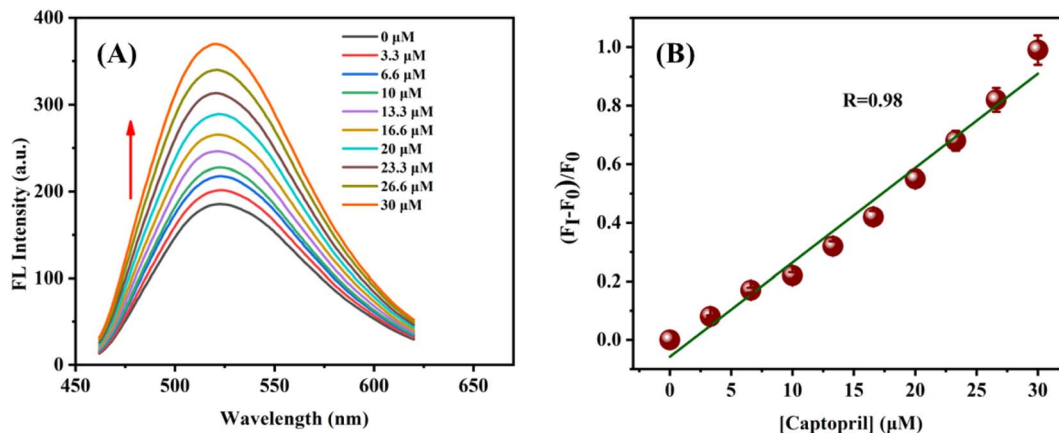 (A)
400
300
200
100
0
FL Intensity (a.u.)
450
500
550
600
650
Wavelength (nm)
0 µM
3.3 µM
6.6 µM
10 µM
13.3 µM
16.6 µM
20 µM
23.3 µM
26.6 µM
30 µM
(B)
R=0.98
1.0
0.8
0.6
0.4
0.2
0.0
(FI-F0)/F0
0
5
10
15
20
25
30
[Captopril] (µM)